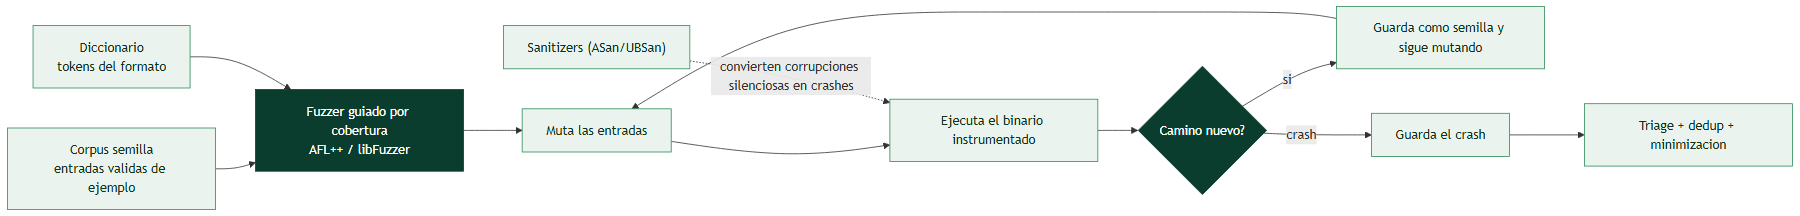 Diccionario
tokens del formato
Corpus semilla
entradas validas de
ejemplo
Fuzzer guiado por
cobertura
AFL++ / libFuzzer
Sanitizers (ASan/UBSan)
Muta las entradas
convierten corrupciones
silenciosas en crashes
Ejecuta el binario
instrumentado
Camino nuevo?
si
crash
Guarda como semilla y
sigue mutando
Guarda el crash
Triage + dedup +
minimizacion